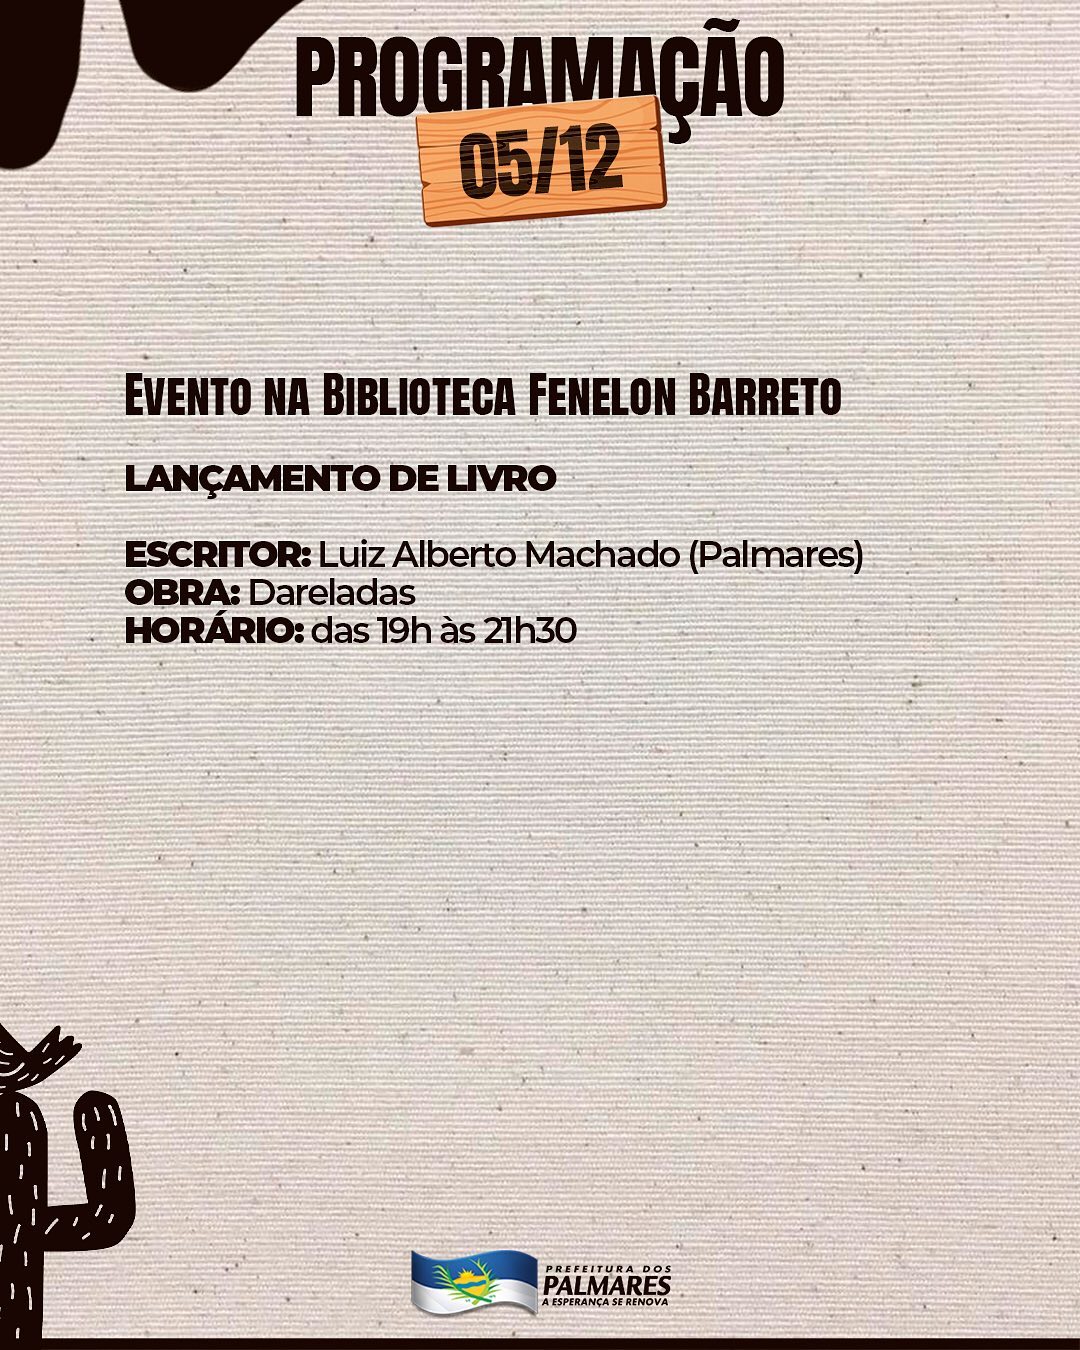 PROGRAMAÇÃO
05/12
EVENTO NA BIBLIOTECA FENELON BARRETO
LANÇAMENTO DE LIVRO
ESCRITOR: Luiz Alberto Machado (Palmares)
OBRA: Dareladas
HORÁRIO: das 19h às 21h30
PREFEITURA DOS
PALMARES
A ESPERANÇA SE RENOVA